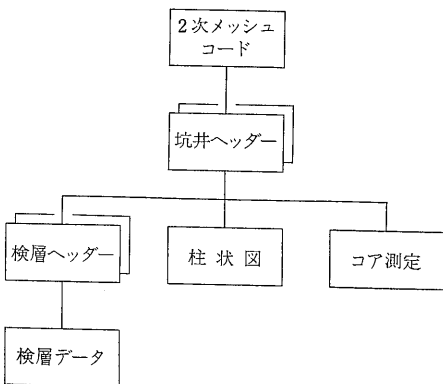 2次メッシュ
コード
坑井ヘッダー
検層ヘッダー
柱状図
コア測定
検層データ